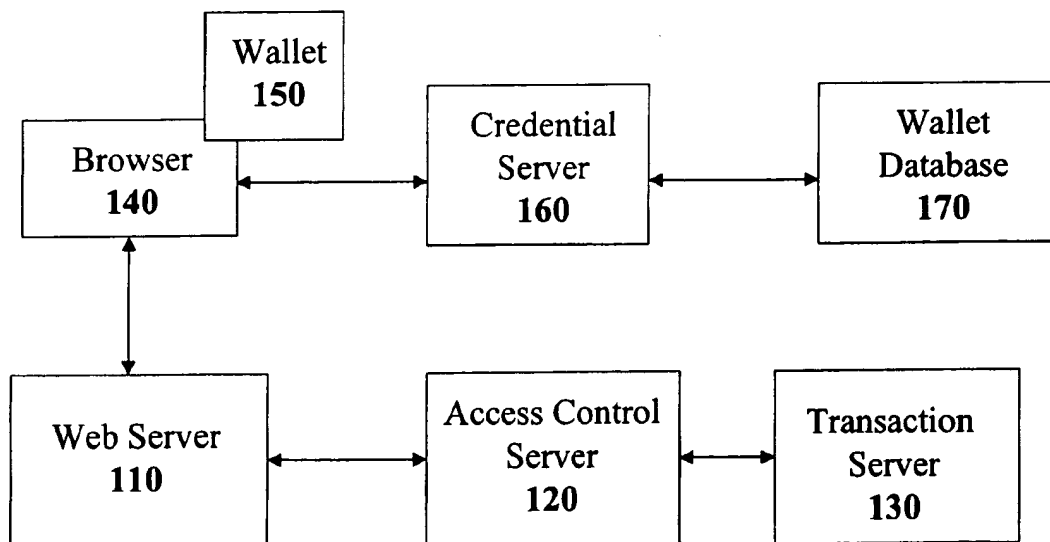 Wallet
150
Browser
140
Credential
Server
160
Wallet
Database
170
Web Server
110
Access Control
Server
120
Transaction
Server
130